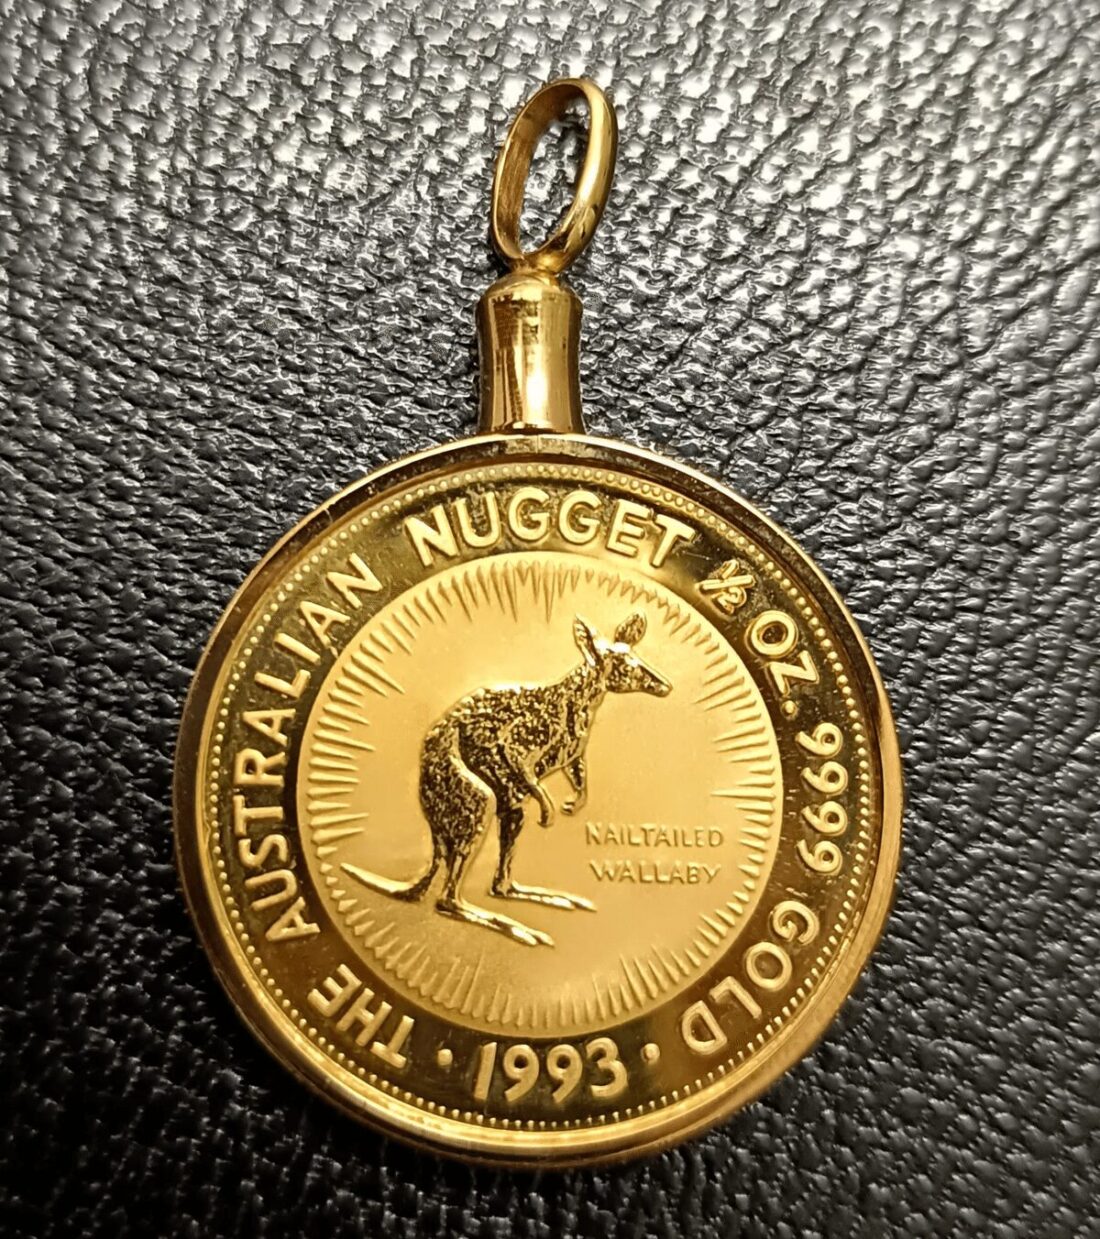 THE AUSTRALIAN NUGGET ½ OZ. 9999 GOLD
· 1993 ·
NAILTAILED
WALLABY